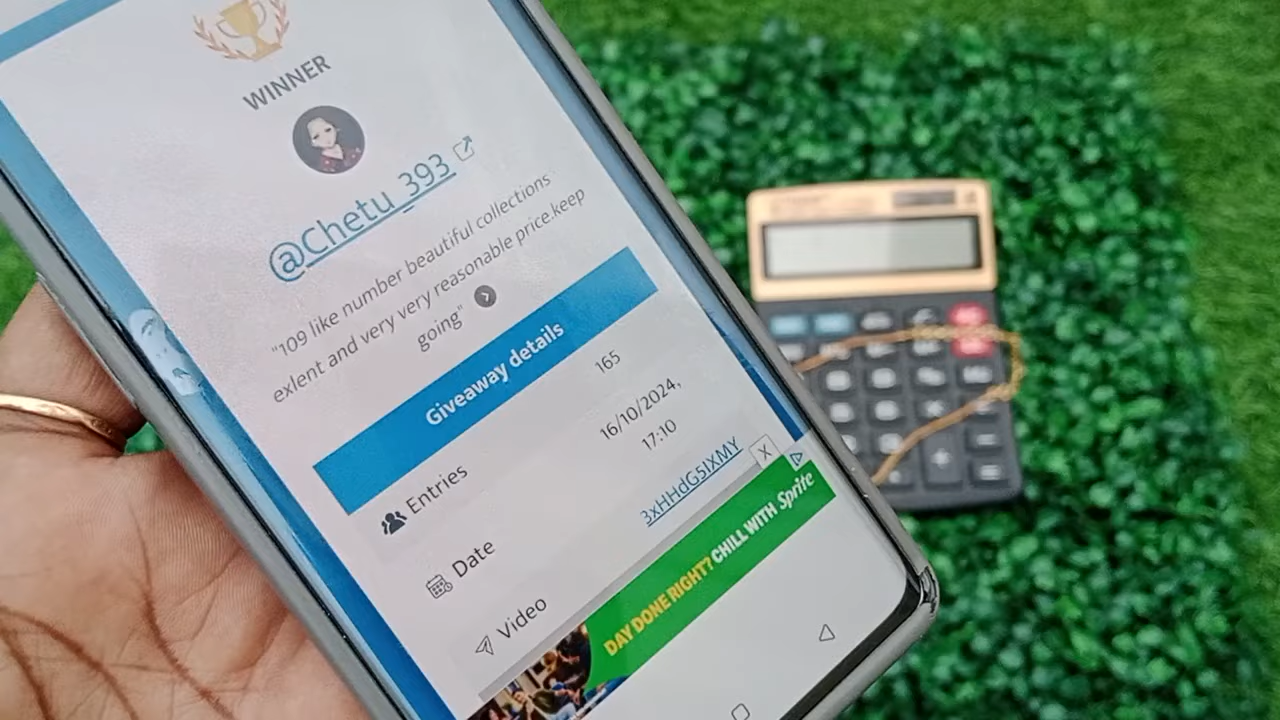 WINNER
@Chetu_393
"109 like number beautiful collections
exlent and very very reasonable price.keep
going"
Giveaway details
Entries 165
Date 16/10/2024,
17:10
Video 3xHHdG5IXMY
X
DAY DONE RIGHT? CHILL WITH Sprite